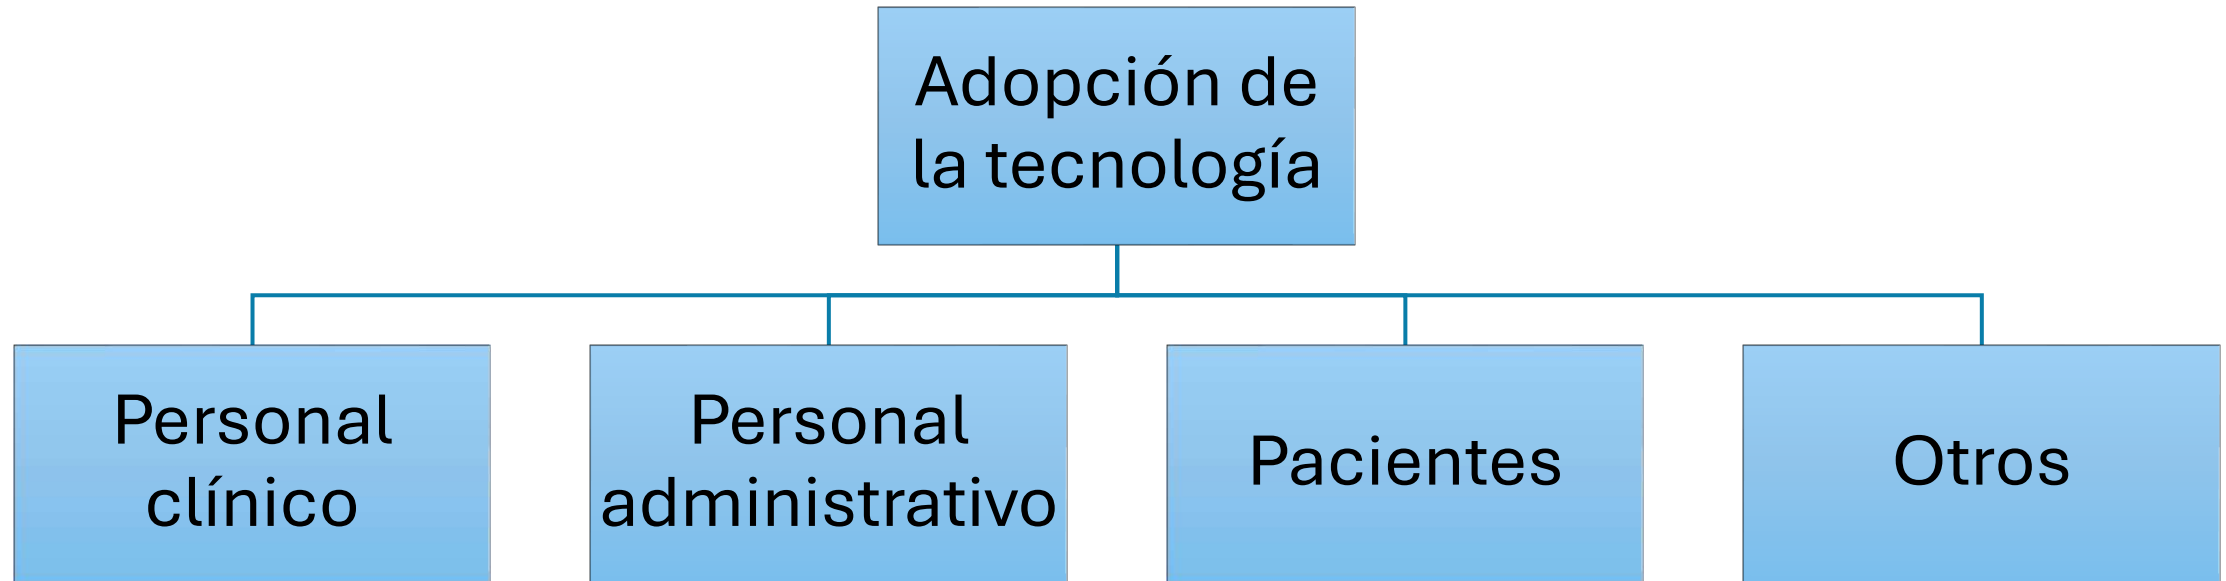 Adopción de
la tecnología
Personal
clínico
Personal
administrativo
Pacientes
Otros